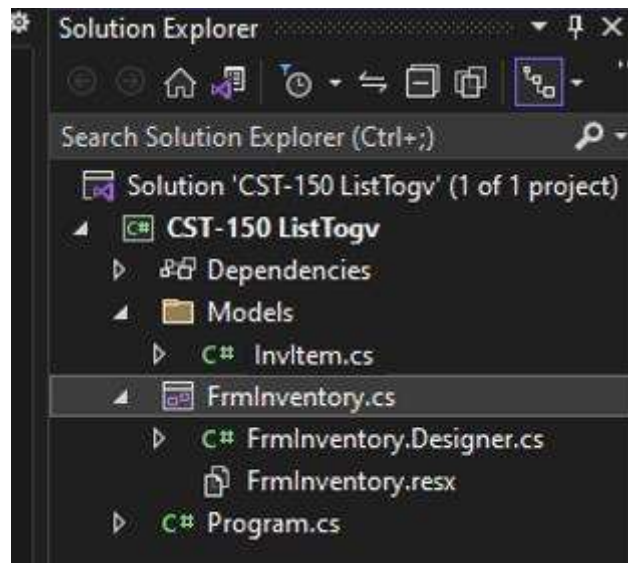 Solution Explorer
Search Solution Explorer (Ctrl+;)
Solution 'CST-150 ListTogv' (1 of 1 project)
C# CST-150 ListTogv
Dependencies
Models
C# InvItem.cs
FrmInventory.cs
C# FrmInventory.Designer.cs
FrmInventory.resx
C# Program.cs